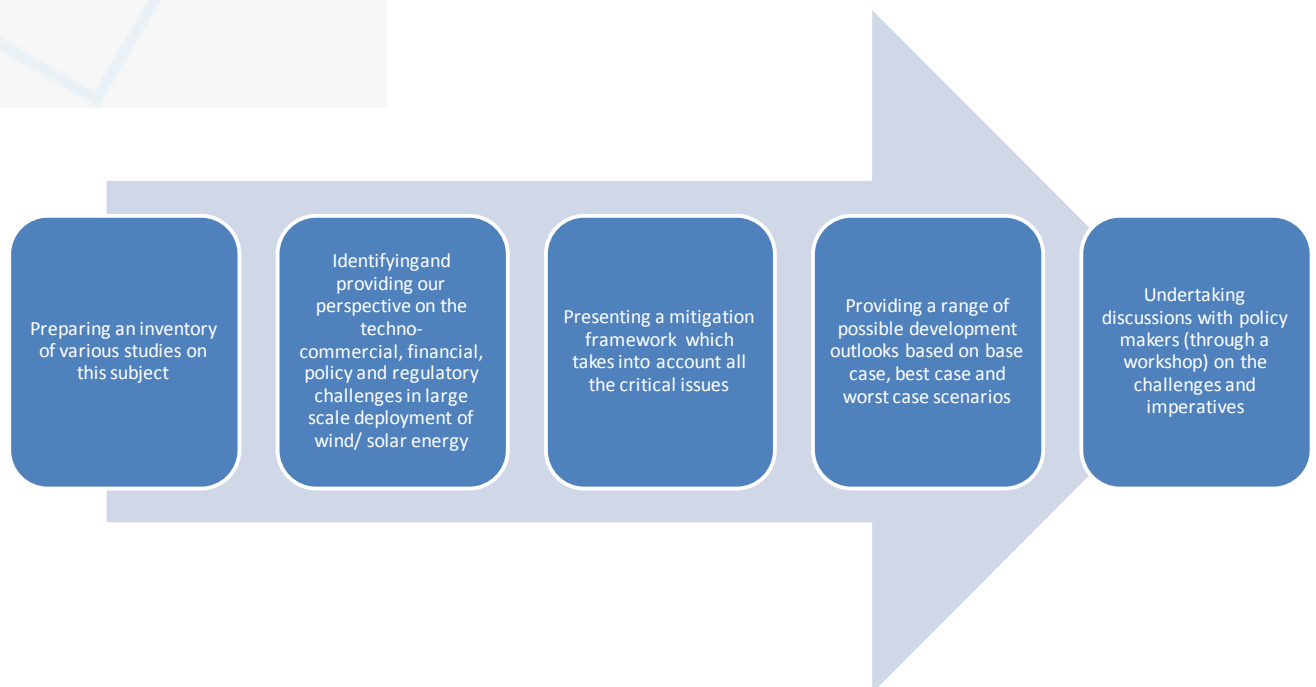 Preparing an inventory
of various studies on
this subject
Identifyingand
providing our
perspective on the
techno-
commercial, financial,
policy and regulatory
challenges in large
scale deployment of
wind/ solar energy
Presenting a mitigation
framework which
takes into account all
the critical issues
Providing a range of
possible development
outlooks based on base
case, best case and
worst case scenarios
Undertaking
discussions with policy
makers (through a
workshop) on the
challenges and
imperatives